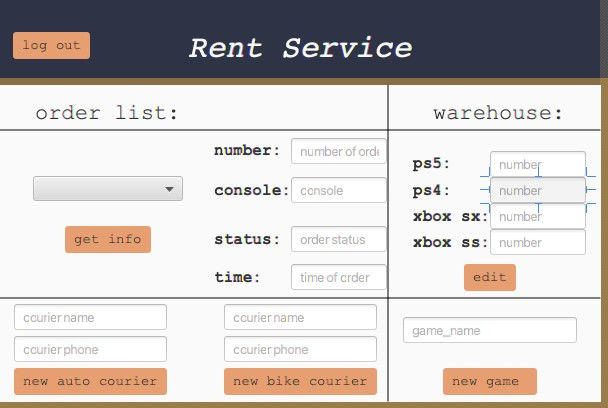 log out
Rent Service
order list:
warehouse:
number:
number of orde
console:
console
get info
status:
order status
time:
time of order
ps5:
number
ps4:
number
xbox sx:
number
xbox ss:
number
edit
courier name
courier name
courier phone
courier phone
new auto courier
new bike courier
game_name
new game